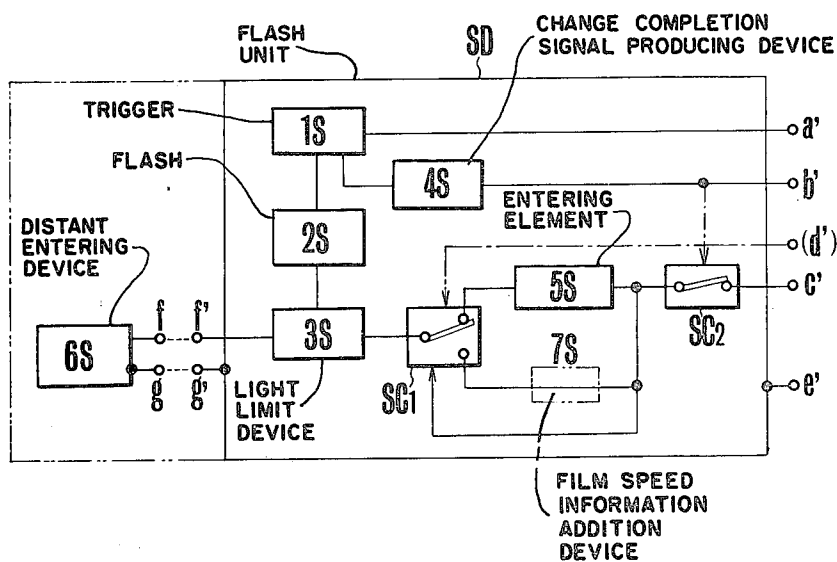 FLASH
UNIT
SD
CHANGE COMPLETION
SIGNAL PRODUCING DEVICE
TRIGGER
1S
a'
FLASH
4S
b'
ENTERING
ELEMENT
DISTANT
ENTERING
DEVICE
2S
(d')
5S
c'
6S
f
f'
3S
SC2
g
g'
7S
SC1
e'
LIGHT
LIMIT
DEVICE
FILM SPEED
INFORMATION
ADDITION
DEVICE